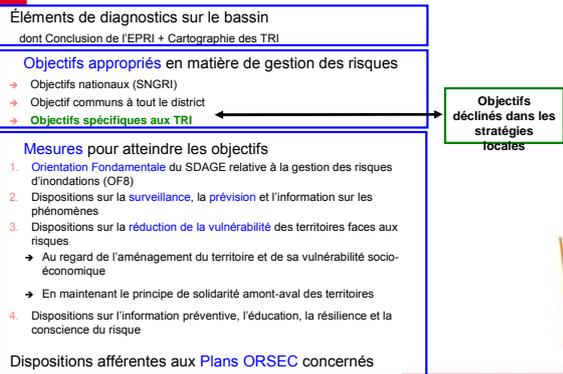 Éléments de diagnostics sur le bassin
dont Conclusion de l'EPRI + Cartographie des TRI
Objectifs appropriés en matière de gestion des risques
→ Objectifs nationaux (SNGRI)
→ Objectif communs à tout le district
→ Objectifs spécifiques aux TRI
Objectifs
déclinés dans les
stratégies
locales
Mesures pour atteindre les objectifs
1. Orientation Fondamentale du SDAGE relative à la gestion des risques
d'inondations (OF8)
2. Dispositions sur la surveillance, la prévision et l'information sur les
phénomènes
3. Dispositions sur la réduction de la vulnérabilité des territoires faces aux
risques
→ Au regard de l'aménagement du territoire et de sa vulnérabilité socio-
économique
→ En maintenant le principe de solidarité amont-aval des territoires
4. Dispositions sur l'information préventive, l'éducation, la résilience et la
conscience du risque
Dispositions afférentes aux Plans ORSEC concernés